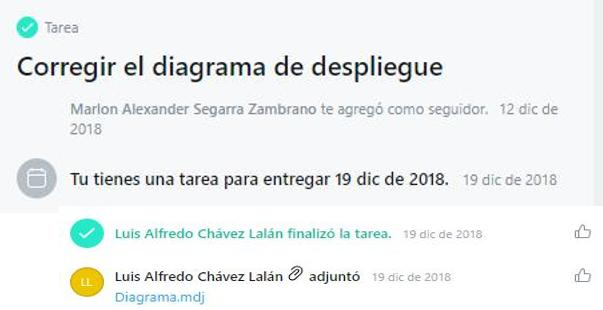 Tarea
Corregir el diagrama de despliegue
Marlon Alexander Segarra Zambrano te agregó como seguidor. 12 dic de
2018
Tu tienes una tarea para entregar 19 dic de 2018. 19 dic de 2018
Luis Alfredo Chávez Lalán finalizó la tarea. 19 dic de 2018
LL
Luis Alfredo Chávez Lalán adjuntó 19 dic de 2018
Diagrama.mdj